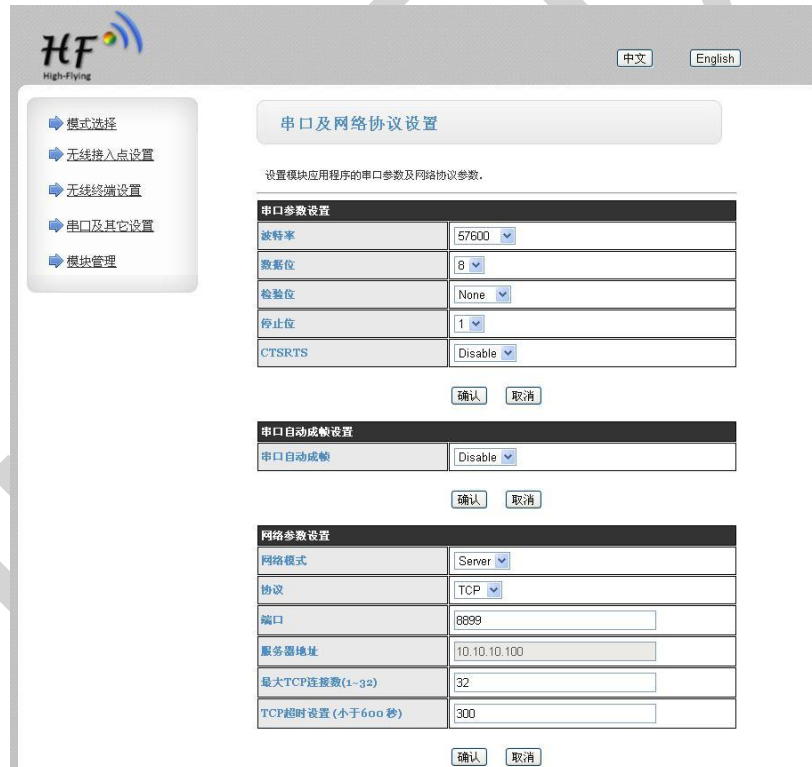 HF
High-Flying
中文 English
模式选择
无线接入点设置
无线终端设置
串口及其它设置
模块管理
串口及网络协议设置
设置模块应用程序的串口参数及网络协议参数.
串口参数设置
波特率 57600
数据位 8
检验位 None
停止位 1
CTSRTS Disable
确认 取消
串口自动成帧设置
串口自动成帧 Disable
确认 取消
网络参数设置
网络模式 Server
协议 TCP
端口 8899
服务器地址 10.10.10.100
最大TCP连接数(1~32) 32
TCP超时设置 (小于600 秒) 300
确认 取消